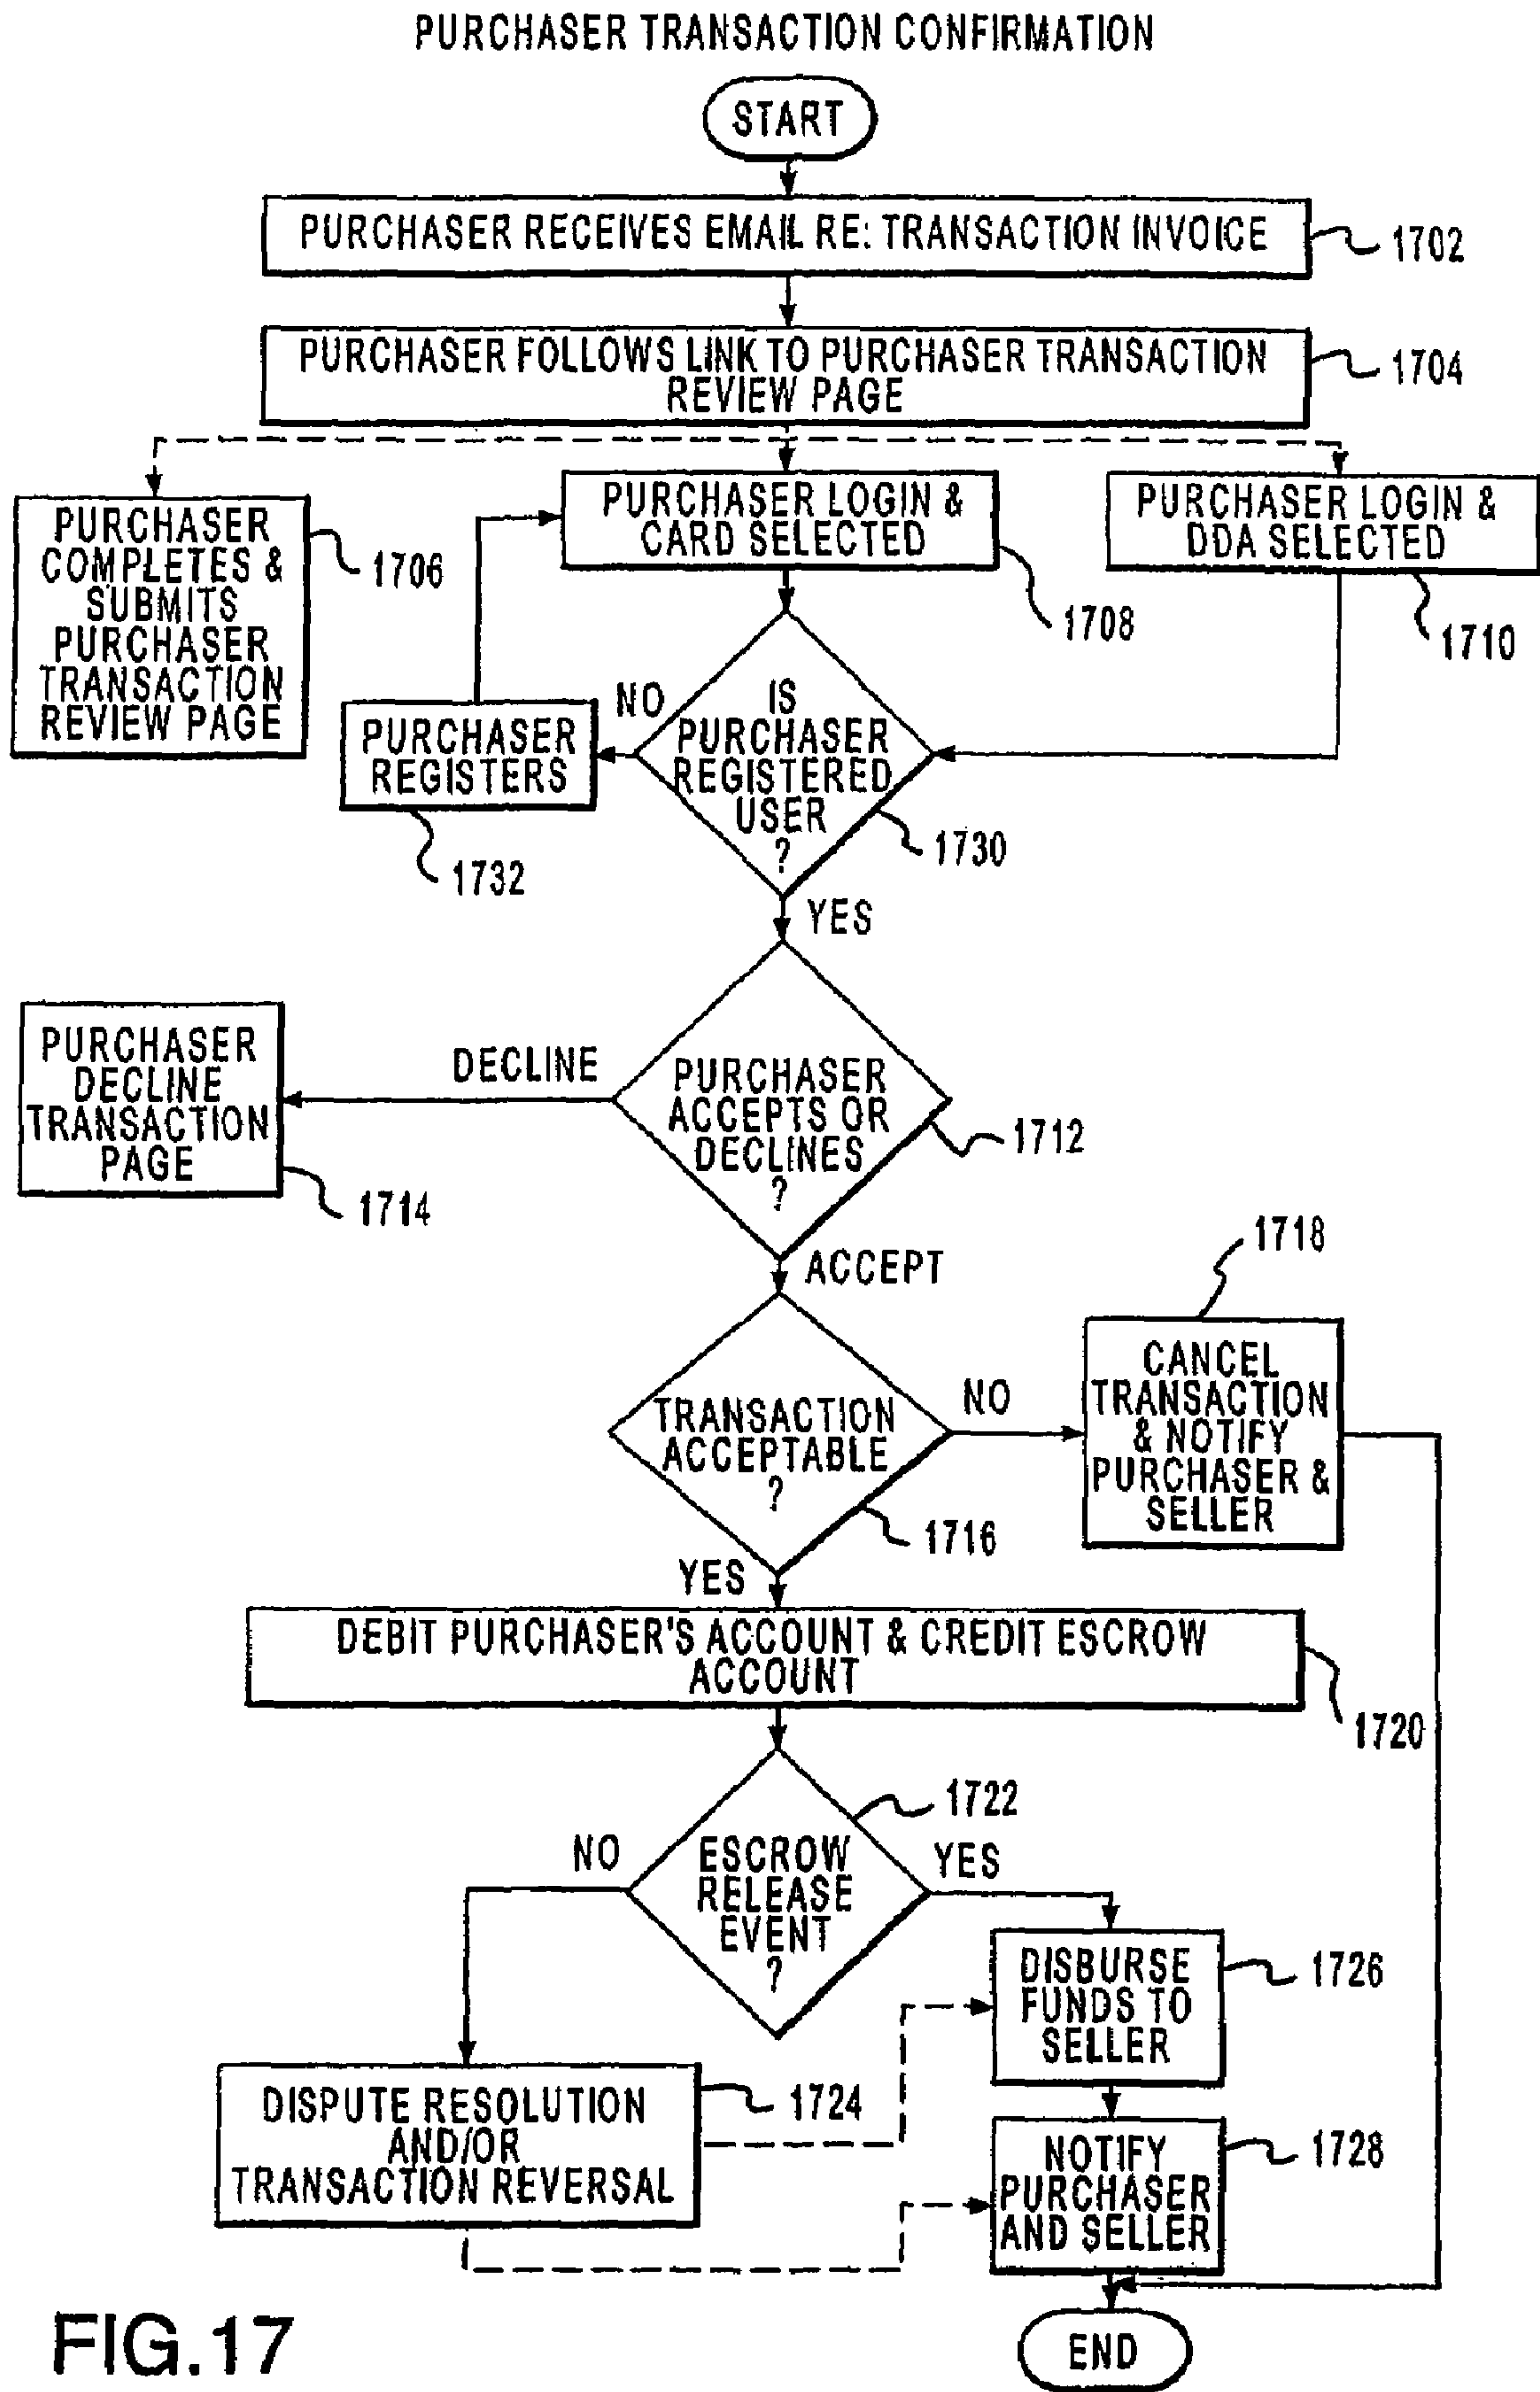 PURCHASER TRANSACTION CONFIRMATION
START
PURCHASER RECEIVES EMAIL RE: TRANSACTION INVOICE
1702
PURCHASER FOLLOWS LINK TO PURCHASER TRANSACTION
REVIEW PAGE
1704
PURCHASER
COMPLETES &
SUBMITS
PURCHASER
TRANSACTION
REVIEW PAGE
1706
PURCHASER LOGIN &
CARD SELECTED
1708
PURCHASER LOGIN &
DDA SELECTED
1710
IS
PURCHASER
REGISTERED
USER
?
1730
NO
PURCHASER
REGISTERS
1732
YES
PURCHASER
ACCEPTS OR
DECLINES
?
1712
DECLINE
PURCHASER
DECLINE
TRANSACTION
PAGE
1714
ACCEPT
TRANSACTION
ACCEPTABLE
?
1716
NO
1718
CANCEL
TRANSACTION
& NOTIFY
PURCHASER &
SELLER
YES
DEBIT PURCHASER'S ACCOUNT & CREDIT ESCROW
ACCOUNT
1720
ESCROW
RELEASE
EVENT
?
1722
NO
YES
DISBURSE
FUNDS TO
SELLER
1726
DISPUTE RESOLUTION
AND/OR
TRANSACTION REVERSAL
1724
NOTIFY
PURCHASER
AND SELLER
1728
END
FIG.17